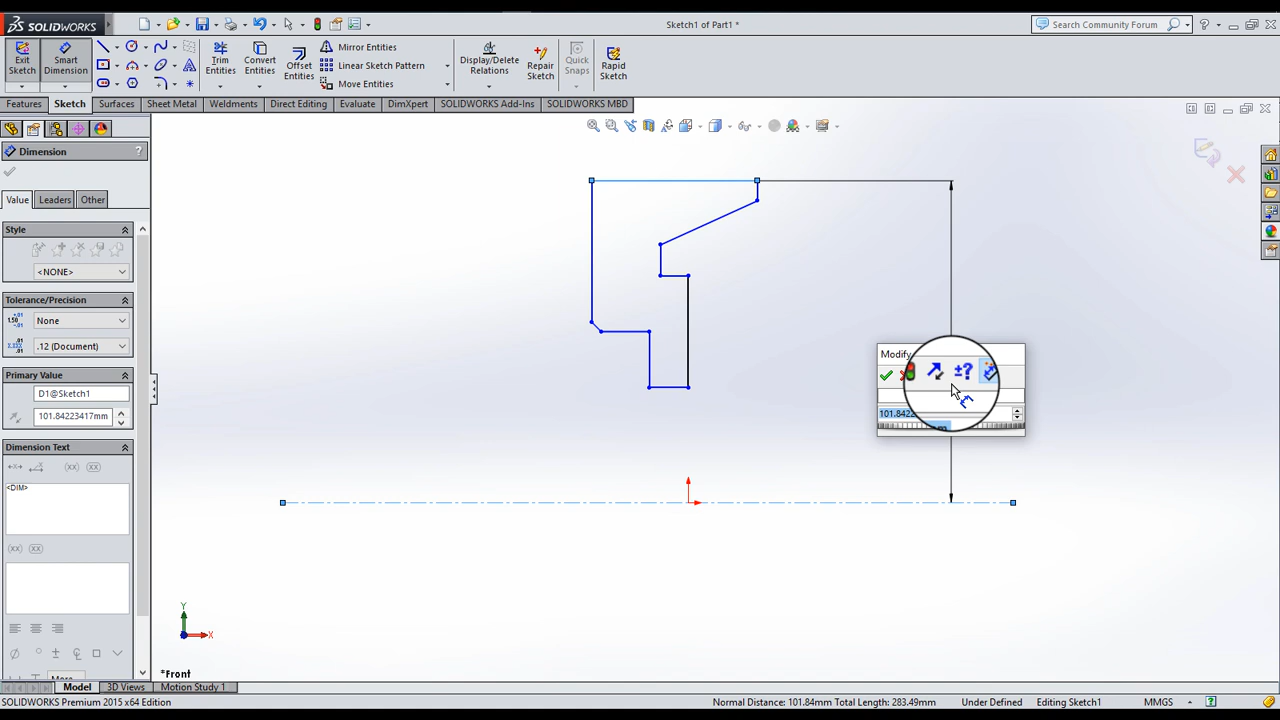 SOLIDWORKS
Sketch1 of Part1 *
Search Community Forum
Exit Sketch
Smart Dimension
Trim Entities
Convert Entities
Offset Entities
Mirror Entities
Linear Sketch Pattern
Move Entities
Display/Delete Relations
Repair Sketch
Quick Snaps
Rapid Sketch
Features Sketch Surfaces Sheet Metal Weldments Direct Editing Evaluate DimXpert SOLIDWORKS Add-Ins SOLIDWORKS MBD
Dimension ?
Value Leaders Other
Style
<NONE>
Tolerance/Precision
None
.12 (Document)
Primary Value
D1@Sketch1
101.84223417mm
Dimension Text
<DIM>
More
Modify
±?
101.8422
Y
X
*Front
Model 3D Views Motion Study 1
SOLIDWORKS Premium 2015 x64 Edition
Normal Distance: 101.84mm Total Length: 283.49mm Under Defined Editing Sketch1 MMGS